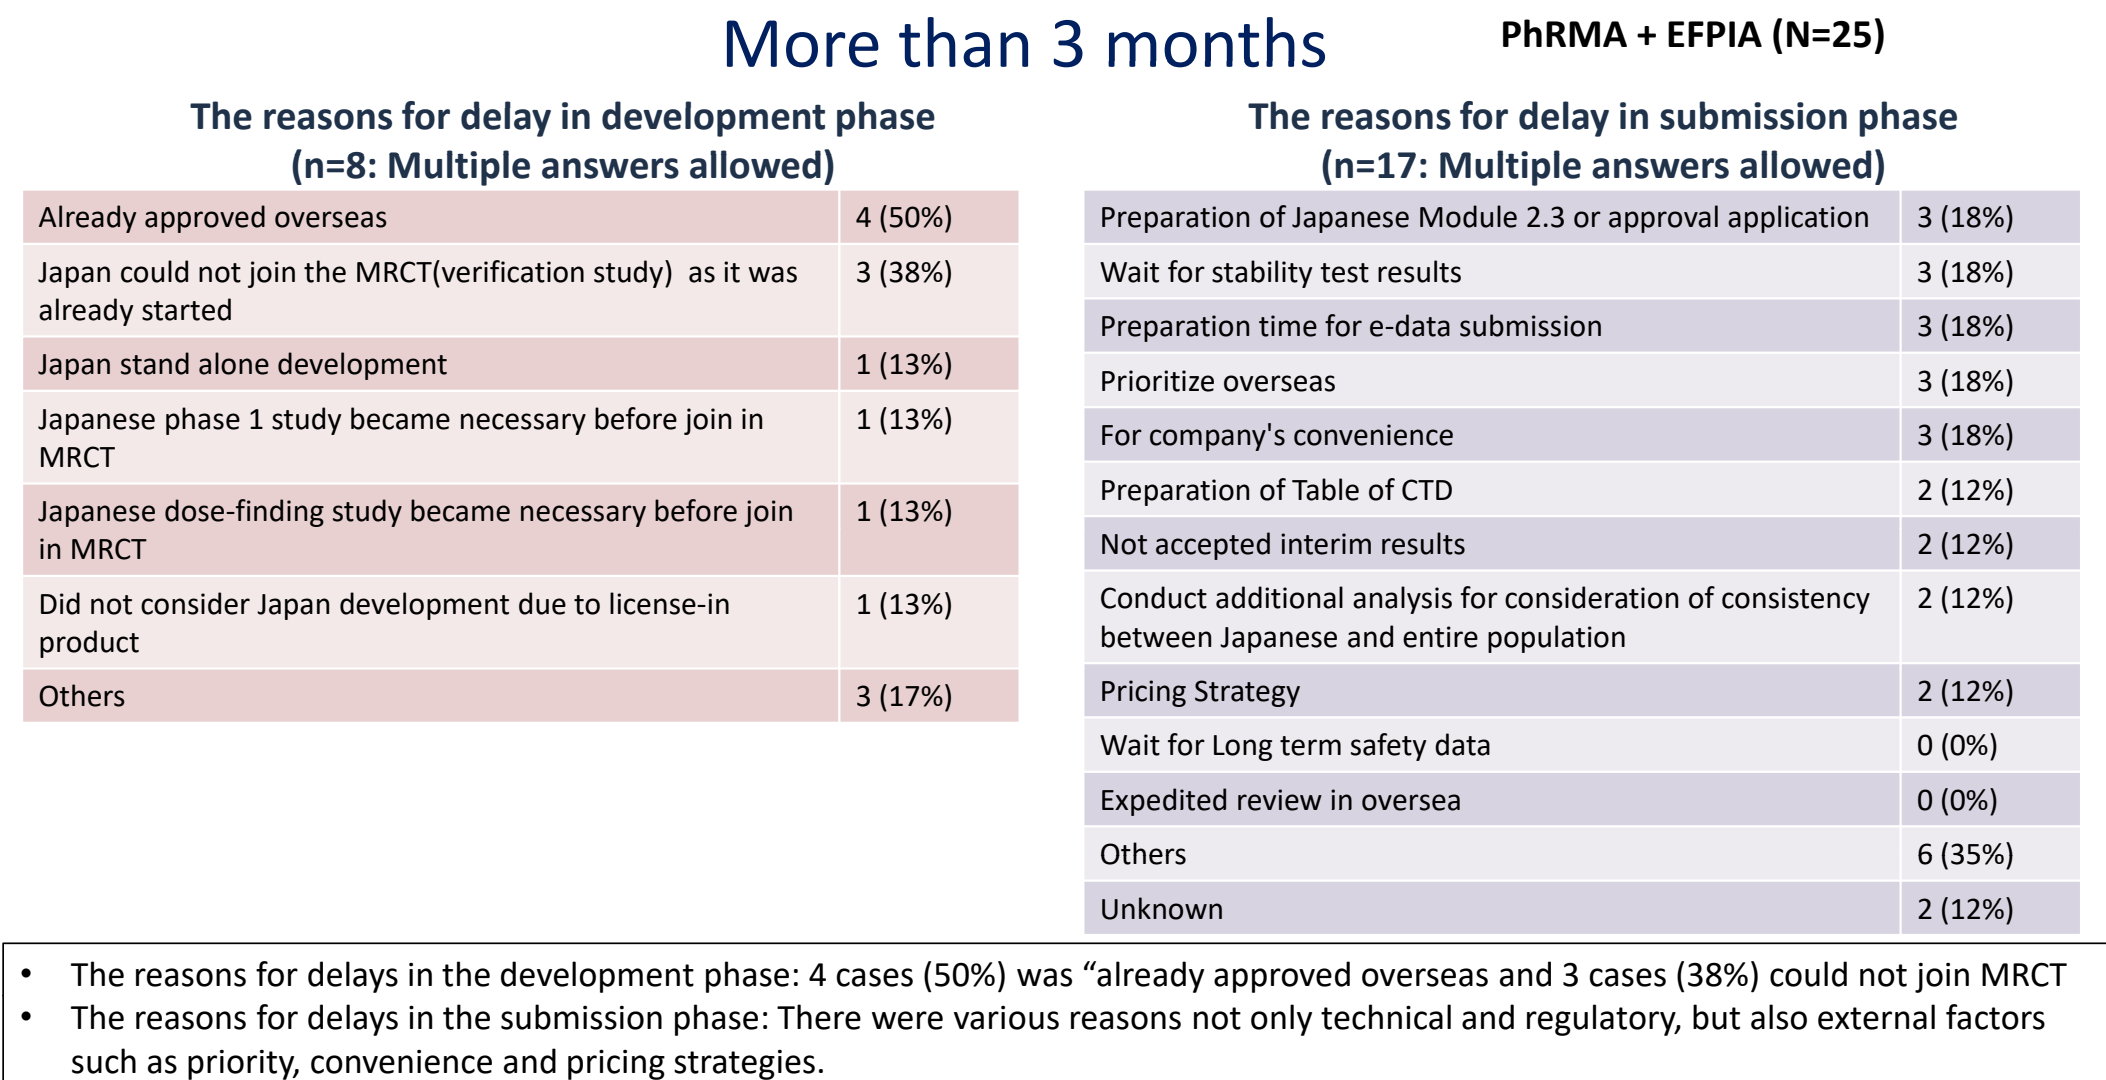 More than 3 months
PhRMA + EFPIA (N=25)
The reasons for delay in development phase
(n=8: Multiple answers allowed)
Already approved overseas 4 (50%)
Japan could not join the MRCT(verification study)  as it was 3 (38%)
already started
Japan stand alone development 1 (13%)
Japanese phase 1 study became necessary before join in 1 (13%)
MRCT
Japanese dose-finding study became necessary before join 1 (13%)
in MRCT
Did not consider Japan development due to license-in 1 (13%)
product
Others 3 (17%)
The reasons for delay in submission phase
(n=17: Multiple answers allowed)
Preparation of Japanese Module 2.3 or approval application 3 (18%)
Wait for stability test results 3 (18%)
Preparation time for e-data submission 3 (18%)
Prioritize overseas 3 (18%)
For company's convenience 3 (18%)
Preparation of Table of CTD 2 (12%)
Not accepted interim results 2 (12%)
Conduct additional analysis for consideration of consistency 2 (12%)
between Japanese and entire population
Pricing Strategy 2 (12%)
Wait for Long term safety data 0 (0%)
Expedited review in oversea 0 (0%)
Others 6 (35%)
Unknown 2 (12%)
• The reasons for delays in the development phase: 4 cases (50%) was “already approved overseas and 3 cases (38%) could not join MRCT
• The reasons for delays in the submission phase: There were various reasons not only technical and regulatory, but also external factors
such as priority, convenience and pricing strategies.